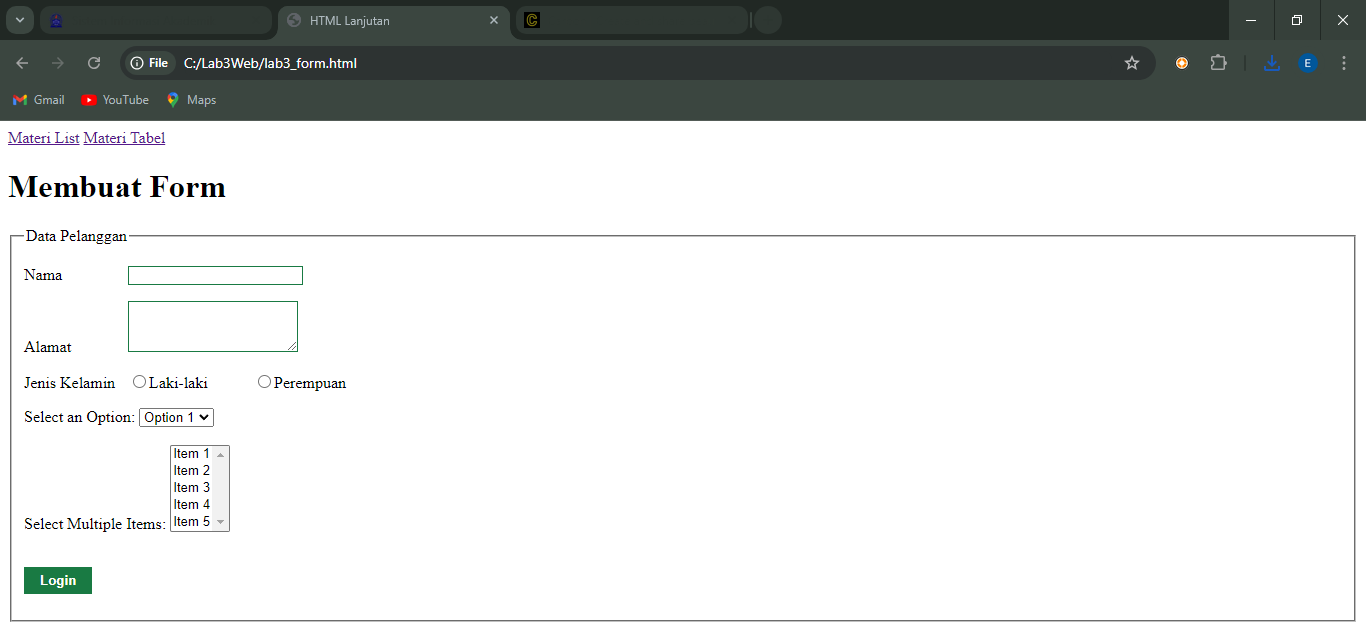 HTML Lanjutan
File C:/Lab3Web/lab3_form.html E
Gmail YouTube Maps
Materi List Materi Tabel
Membuat Form
Data Pelanggan
Nama
Alamat
Jenis Kelamin Laki-laki Perempuan
Select an Option: Option 1
Item 1
Item 2
Item 3
Item 4
Select Multiple Items: Item 5
Login